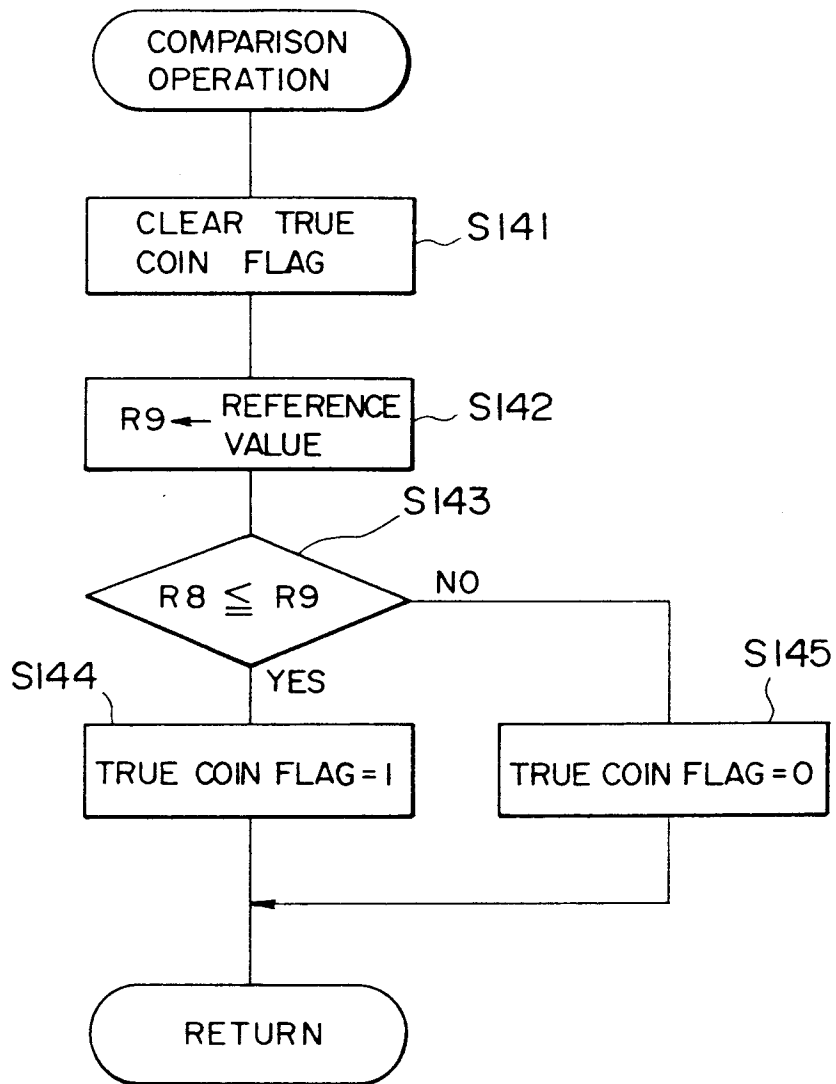 COMPARISON
OPERATION
CLEAR TRUE
COIN FLAG
S141
R9 ← REFERENCE
VALUE
S142
S143
R8 ≦ R9
NO
YES
S144
TRUE COIN FLAG = 1
S145
TRUE COIN FLAG = 0
RETURN